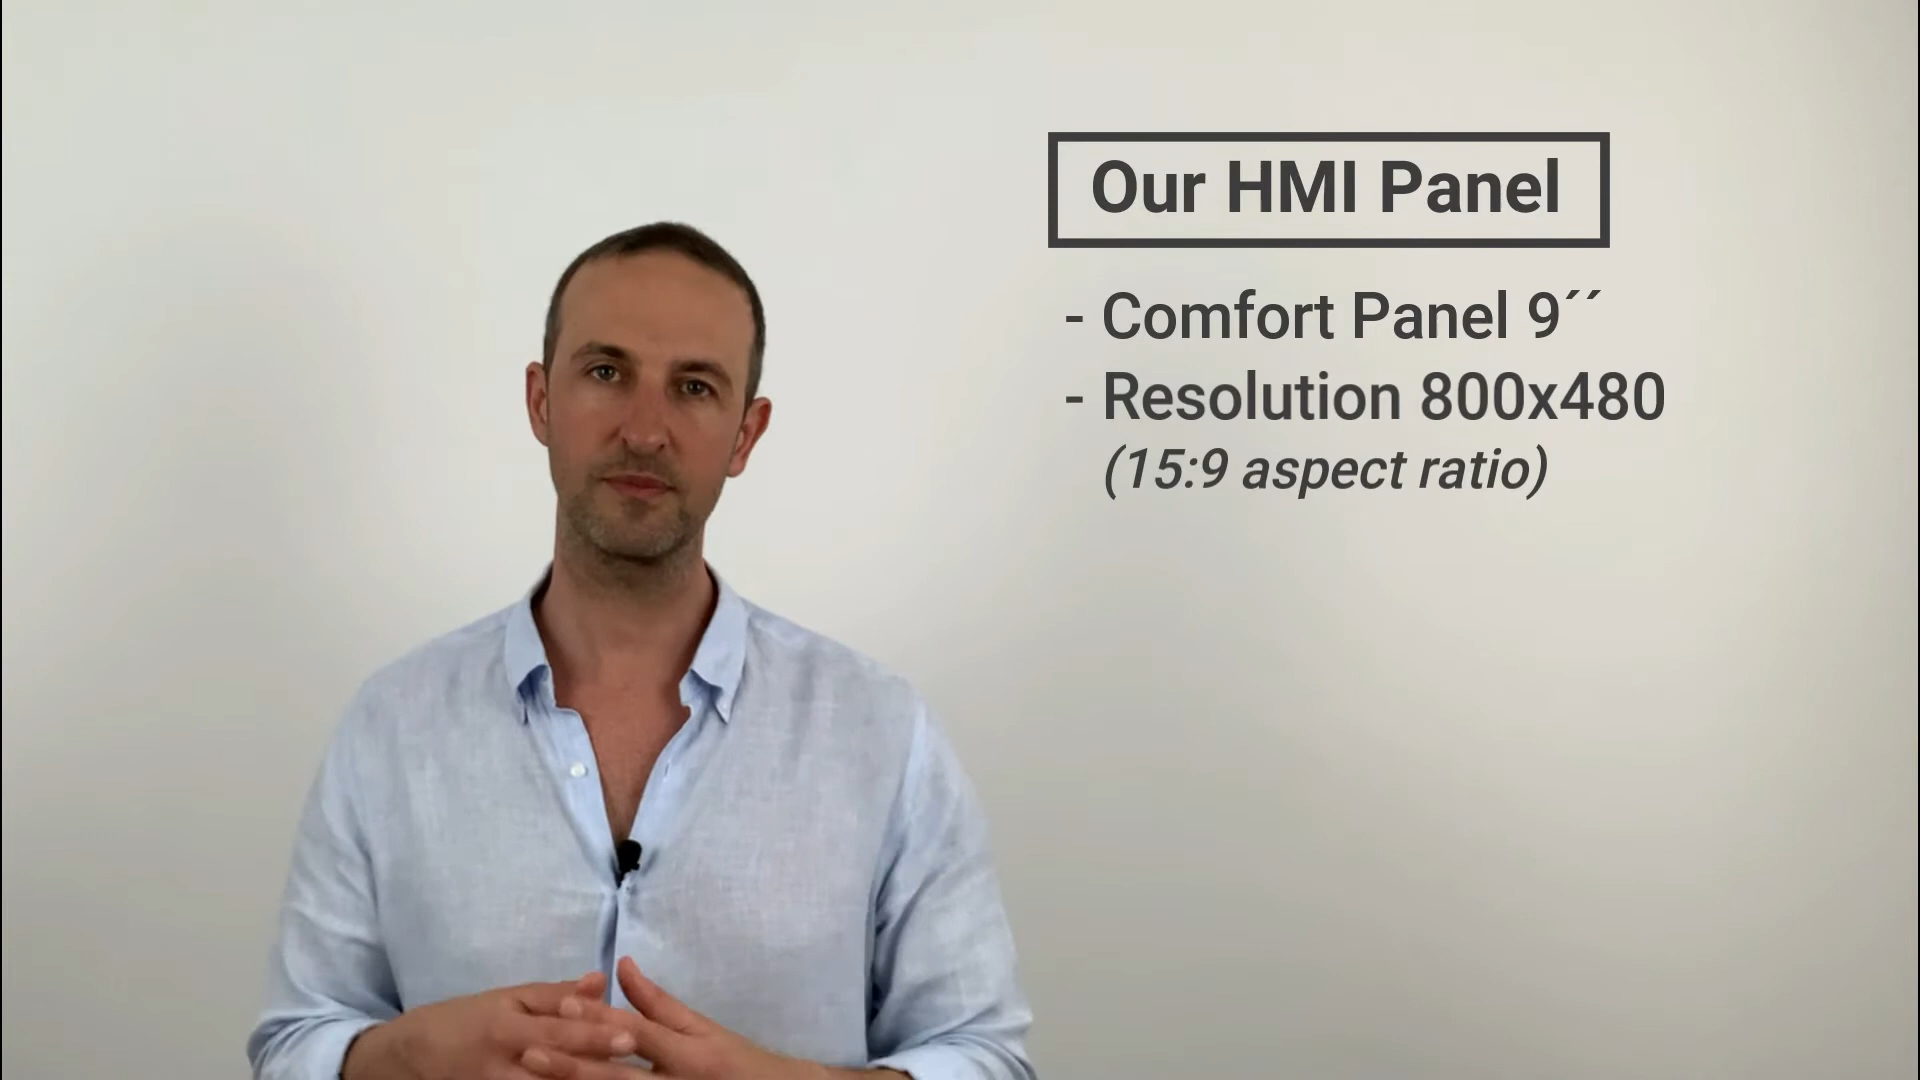 Our HMI Panel
- Comfort Panel 9´´
- Resolution 800x480
(15:9 aspect ratio)